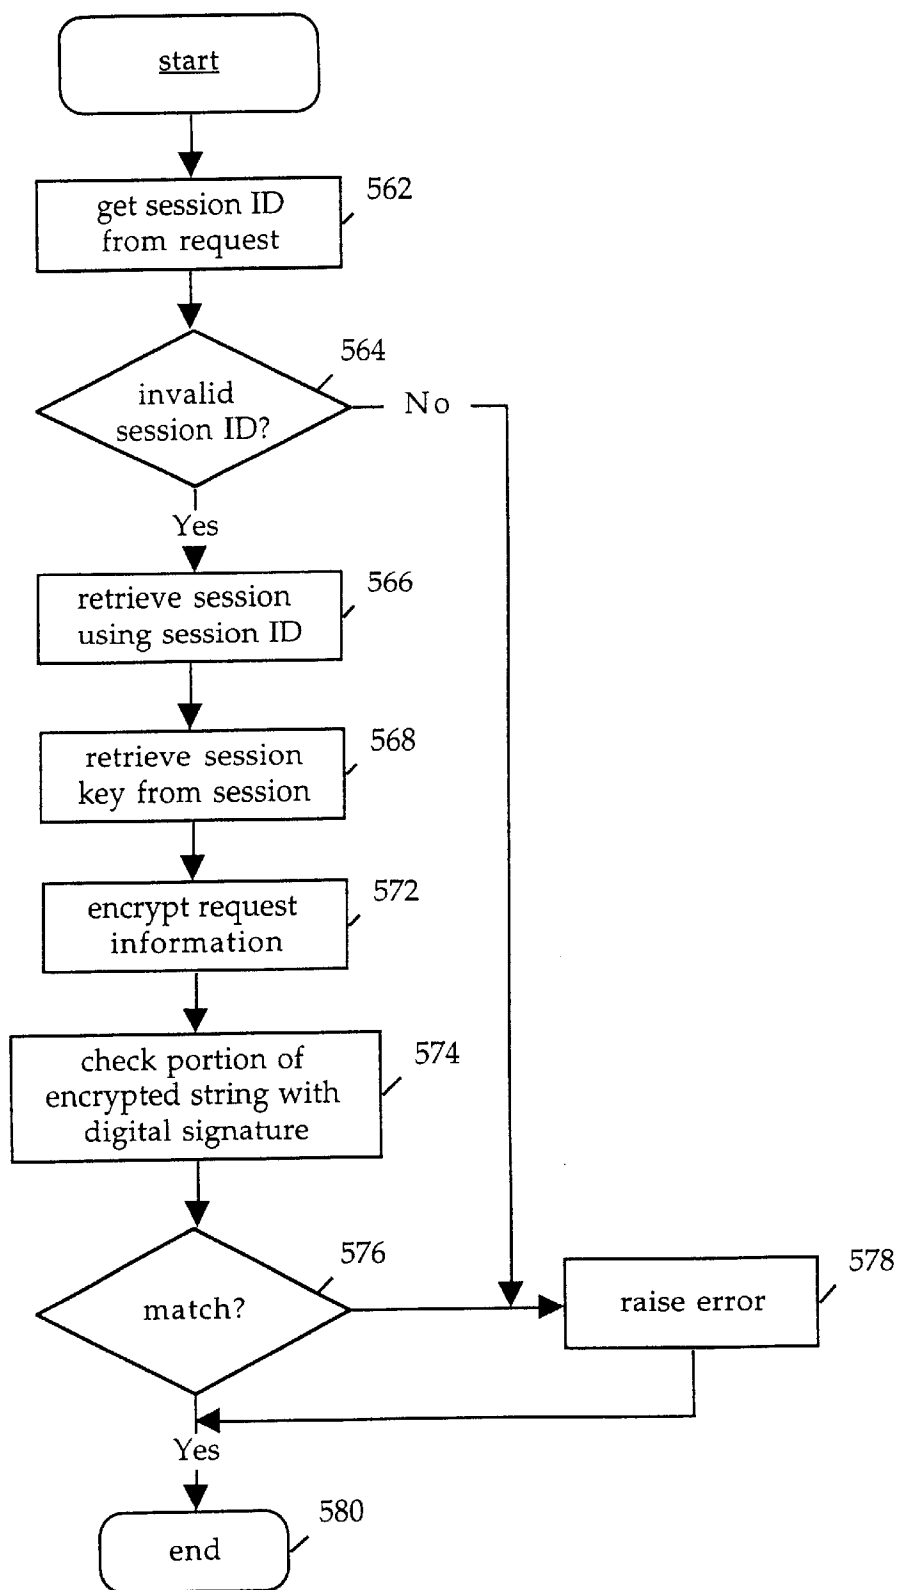 start
562
get session ID
from request
564
invalid
session ID?
No
Yes
566
retrieve session
using session ID
568
retrieve session
key from session
572
encrypt request
information
574
check portion of
encrypted string with
digital signature
576
match?
578
raise error
Yes
580
end